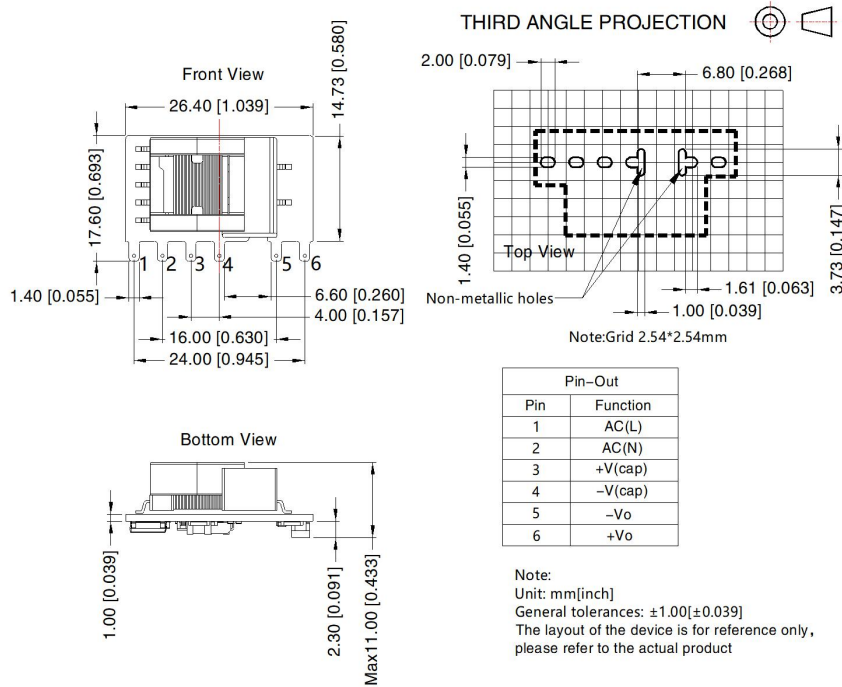 THIRD ANGLE PROJECTION
Front View
26.40 [1.039]
14.73 [0.580]
17.60 [0.693]
1 2 3 4 5 6
1.40 [0.055]
6.60 [0.260]
4.00 [0.157]
16.00 [0.630]
24.00 [0.945]
2.00 [0.079]
6.80 [0.268]
1.40 [0.055]
3.73 [0.147]
Top View
Non-metallic holes
1.61 [0.063]
1.00 [0.039]
Note:Grid 2.54*2.54mm
Bottom View
1.00 [0.039]
2.30 [0.091]
Max11.00 [0.433]
Pin-Out
Pin Function
1 AC(L)
2 AC(N)
3 +V(cap)
4 -V(cap)
5 -Vo
6 +Vo
Note:
Unit: mm[inch]
General tolerances: ±1.00[±0.039]
The layout of the device is for reference only,
please refer to the actual product